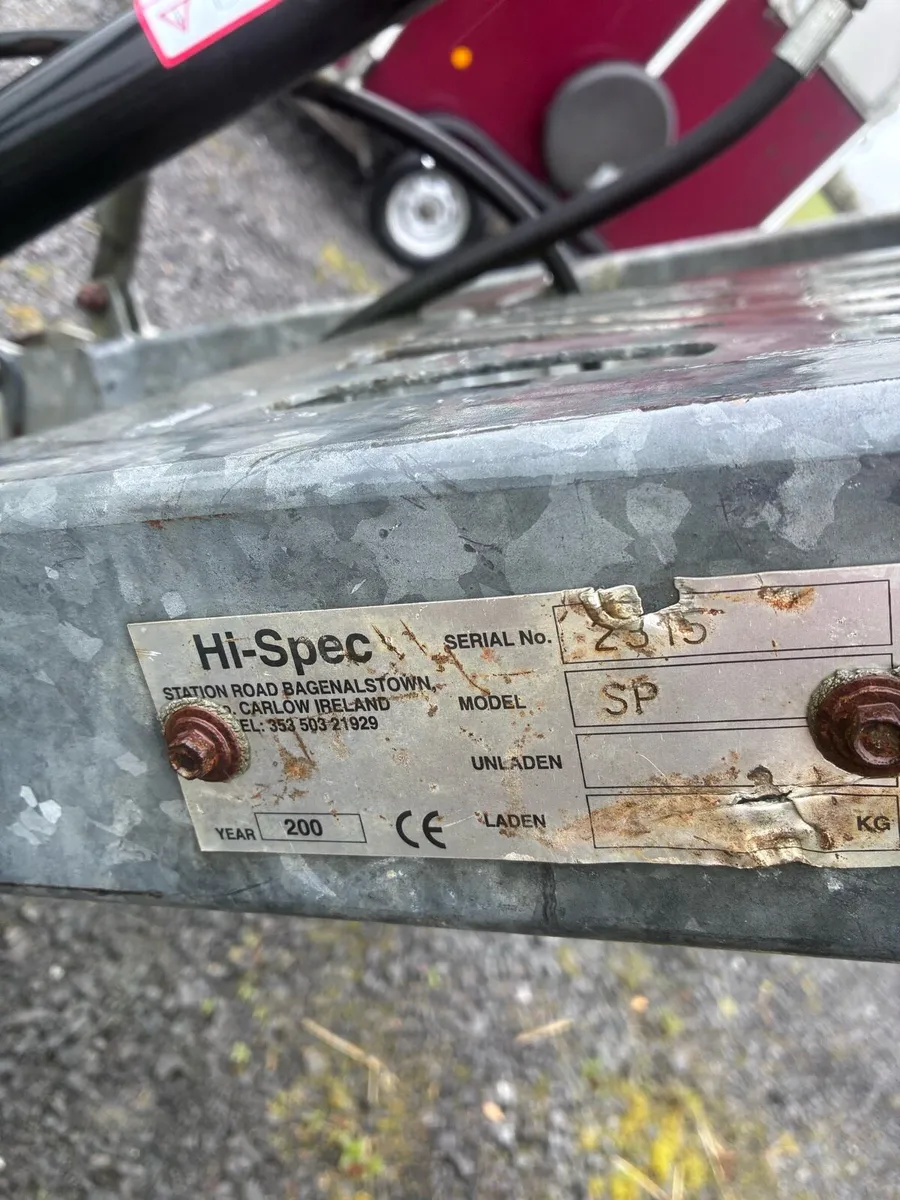 Hi-Spec
STATION ROAD BAGENALSTOWN,
CARLOW IRELAND
TEL: 353 503 21929
YEAR 200
CE
SERIAL No. 2315
MODEL SP
UNLADEN
LADEN KG